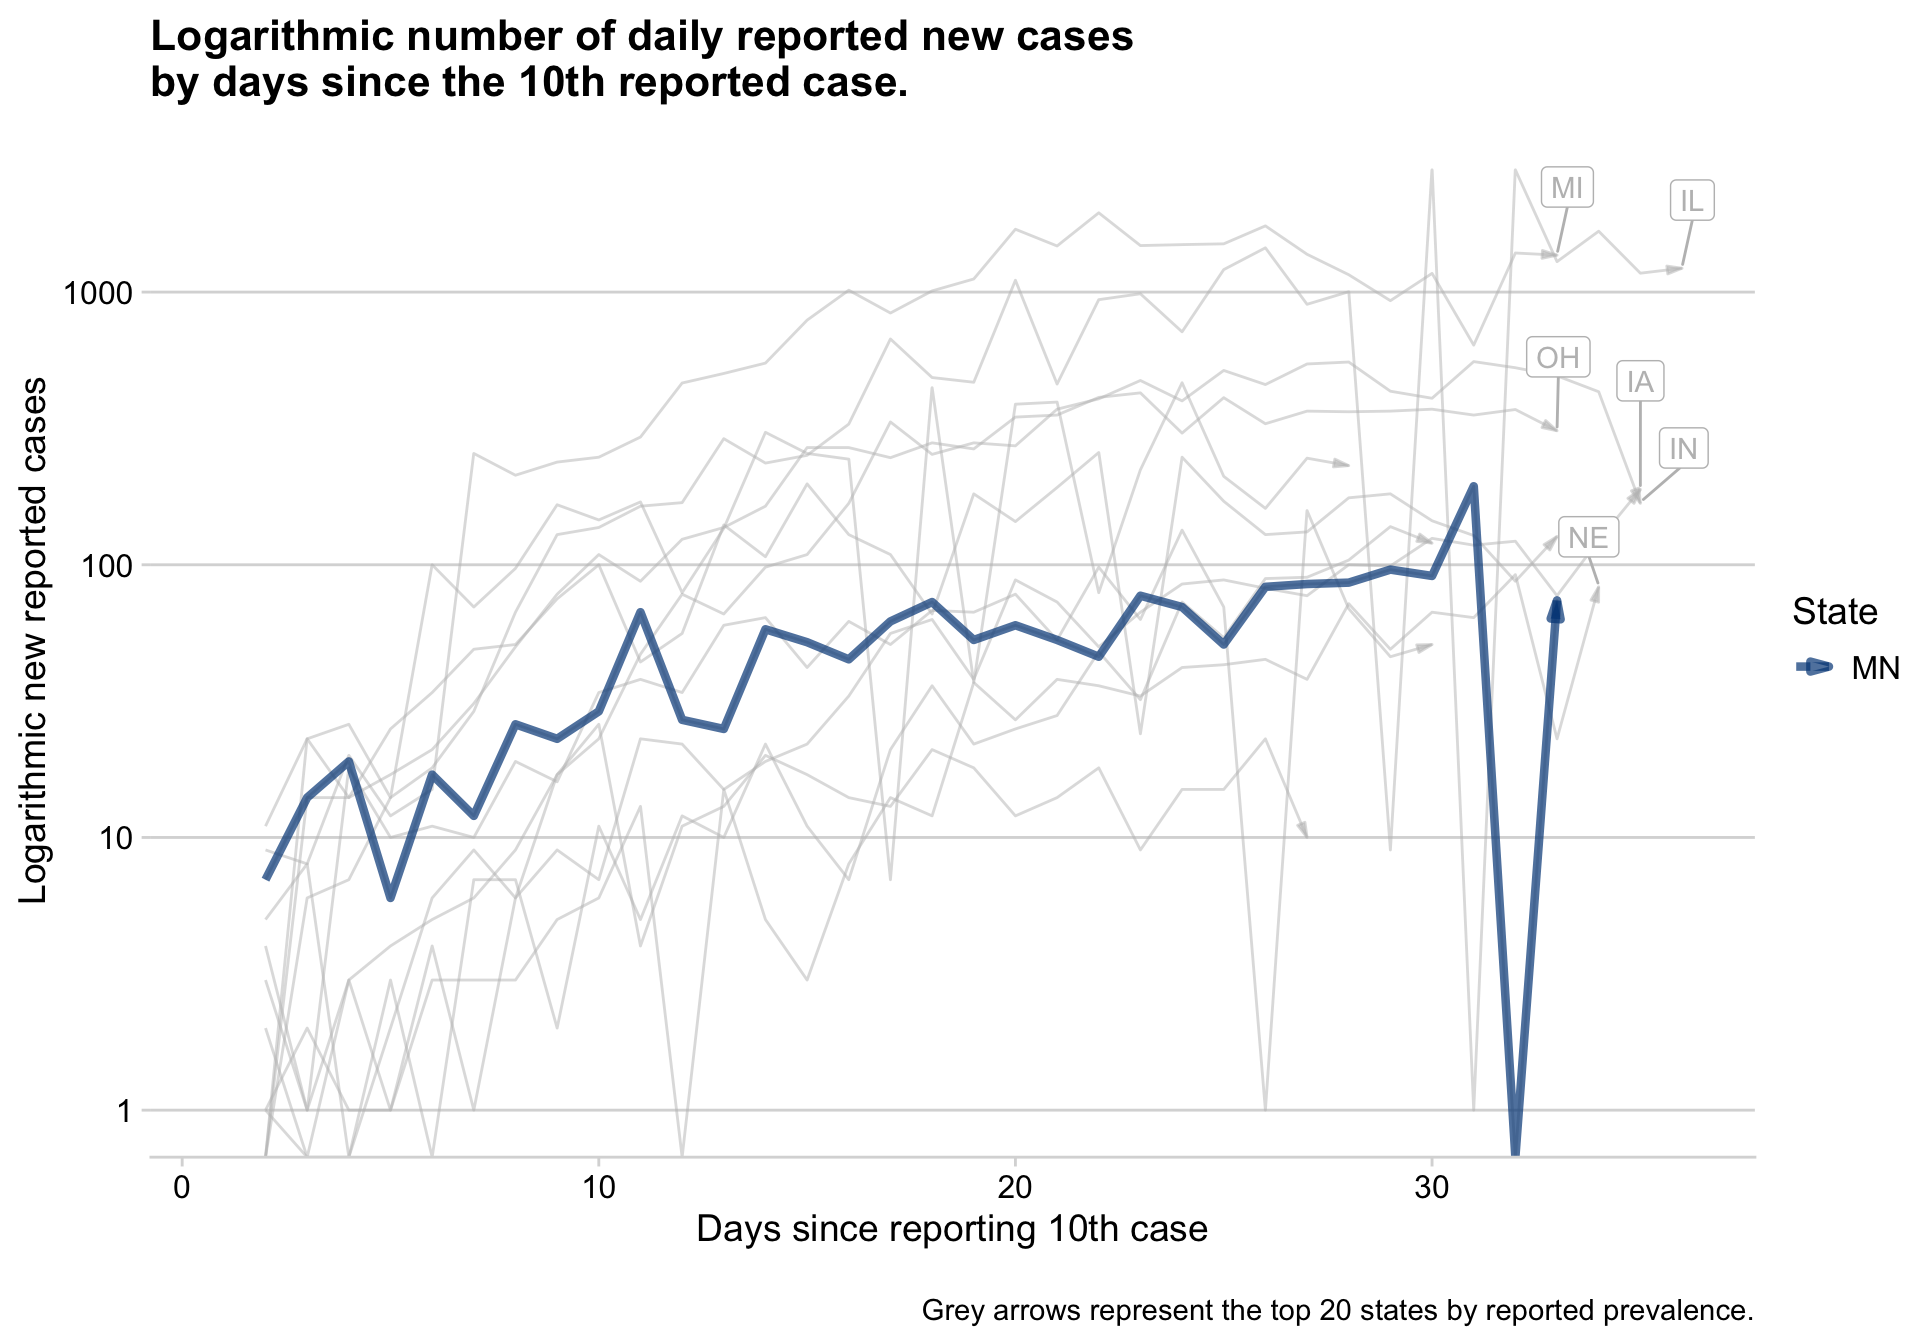 Logarithmic number of daily reported new cases
by days since the 10th reported case.
MI
IL
1000
OH
IA
IN
NE
100
10
1
Logarithmic new reported cases
State
MN
0
10
20
30
Days since reporting 10th case
Grey arrows represent the top 20 states by reported prevalence.